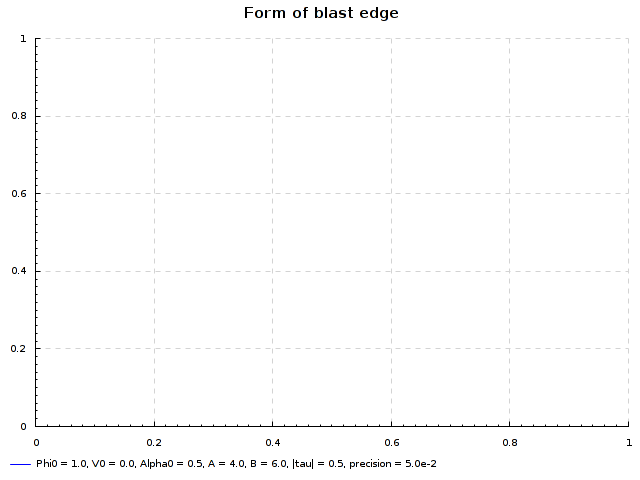 Form of blast edge
1
0.8
0.6
0.4
0.2
0
0 0.2 0.4 0.6 0.8 1
Phi0 = 1.0, V0 = 0.0, Alpha0 = 0.5, A = 4.0, B = 6.0, |tau| = 0.5, precision = 5.0e-2